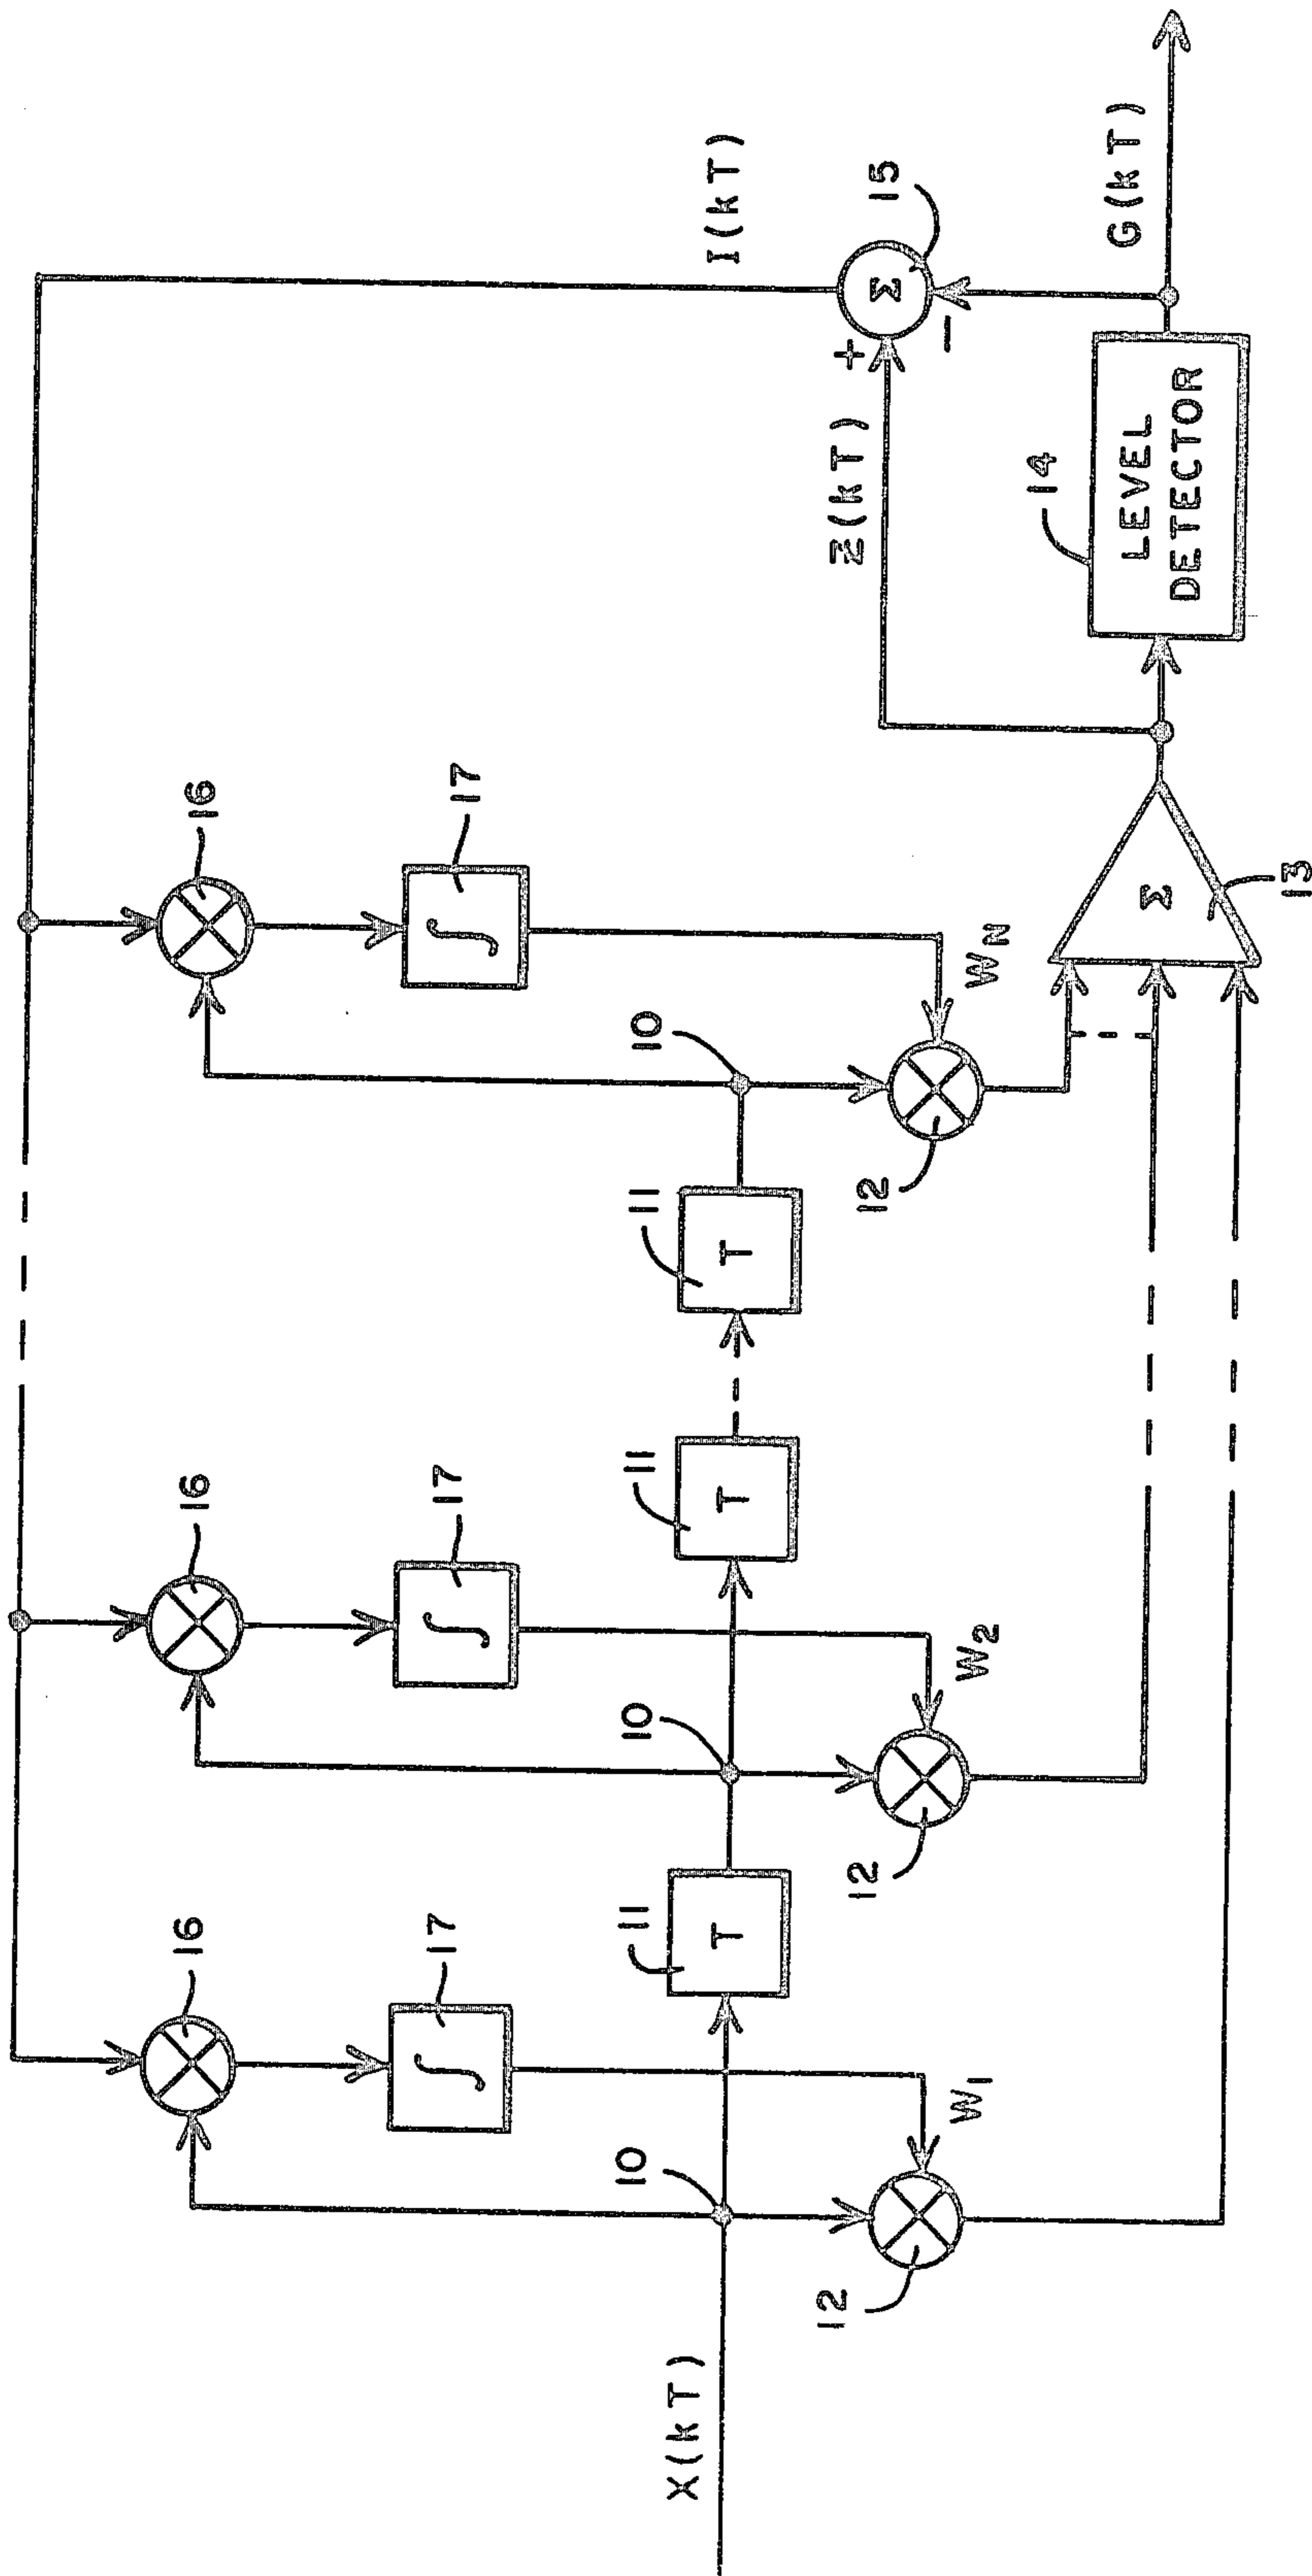 I(kT)
16
16
16
17
17
17
15
Z(kT)
+
−
G(kT)
14
LEVEL
DETECTOR
X(kT)
10
11
T
10
11
T
11
T
10
12
W1
12
W2
12
WN
Σ
Σ
13
∫
∫
∫